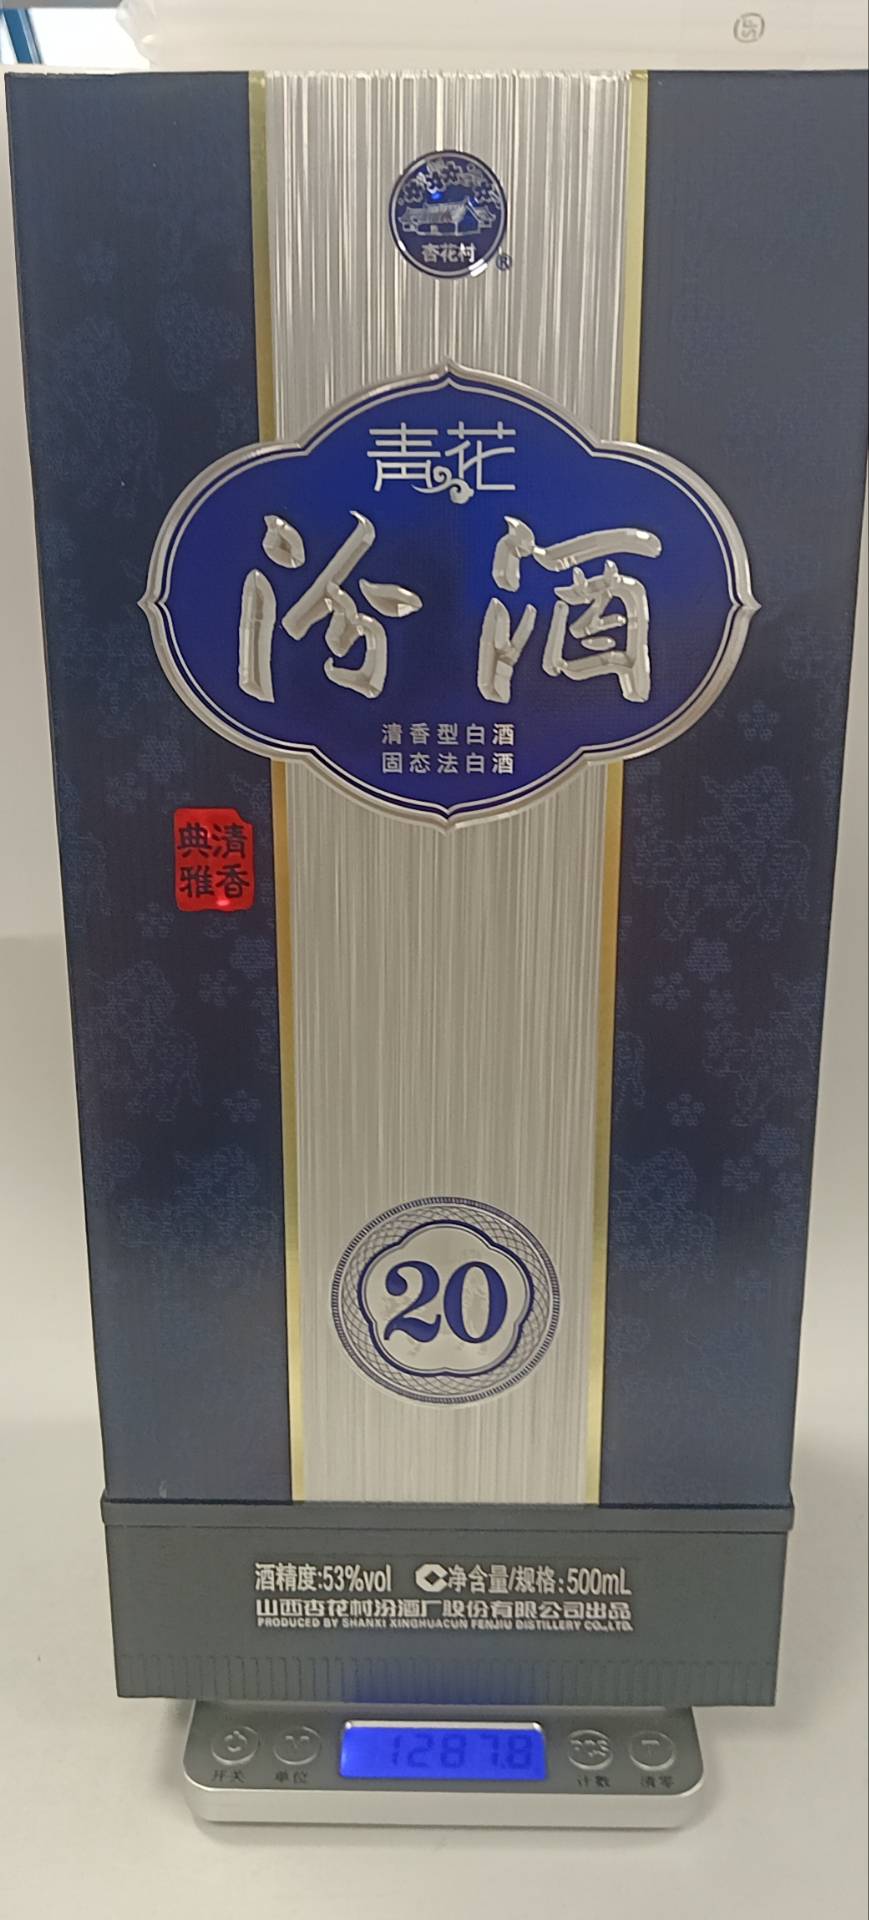 SF
杏花村
®
青花
汾酒
清香型白酒
固态法白酒
典清
雅香
20
酒精度:53%vol 净含量/规格:500mL
山西杏花村汾酒厂股份有限公司出品
PRODUCED BY SHANXI XINGHUACUN FENJIU DISTILLERY CO.,LTD.
1287.8
PCS
开关 单位 计数 清零